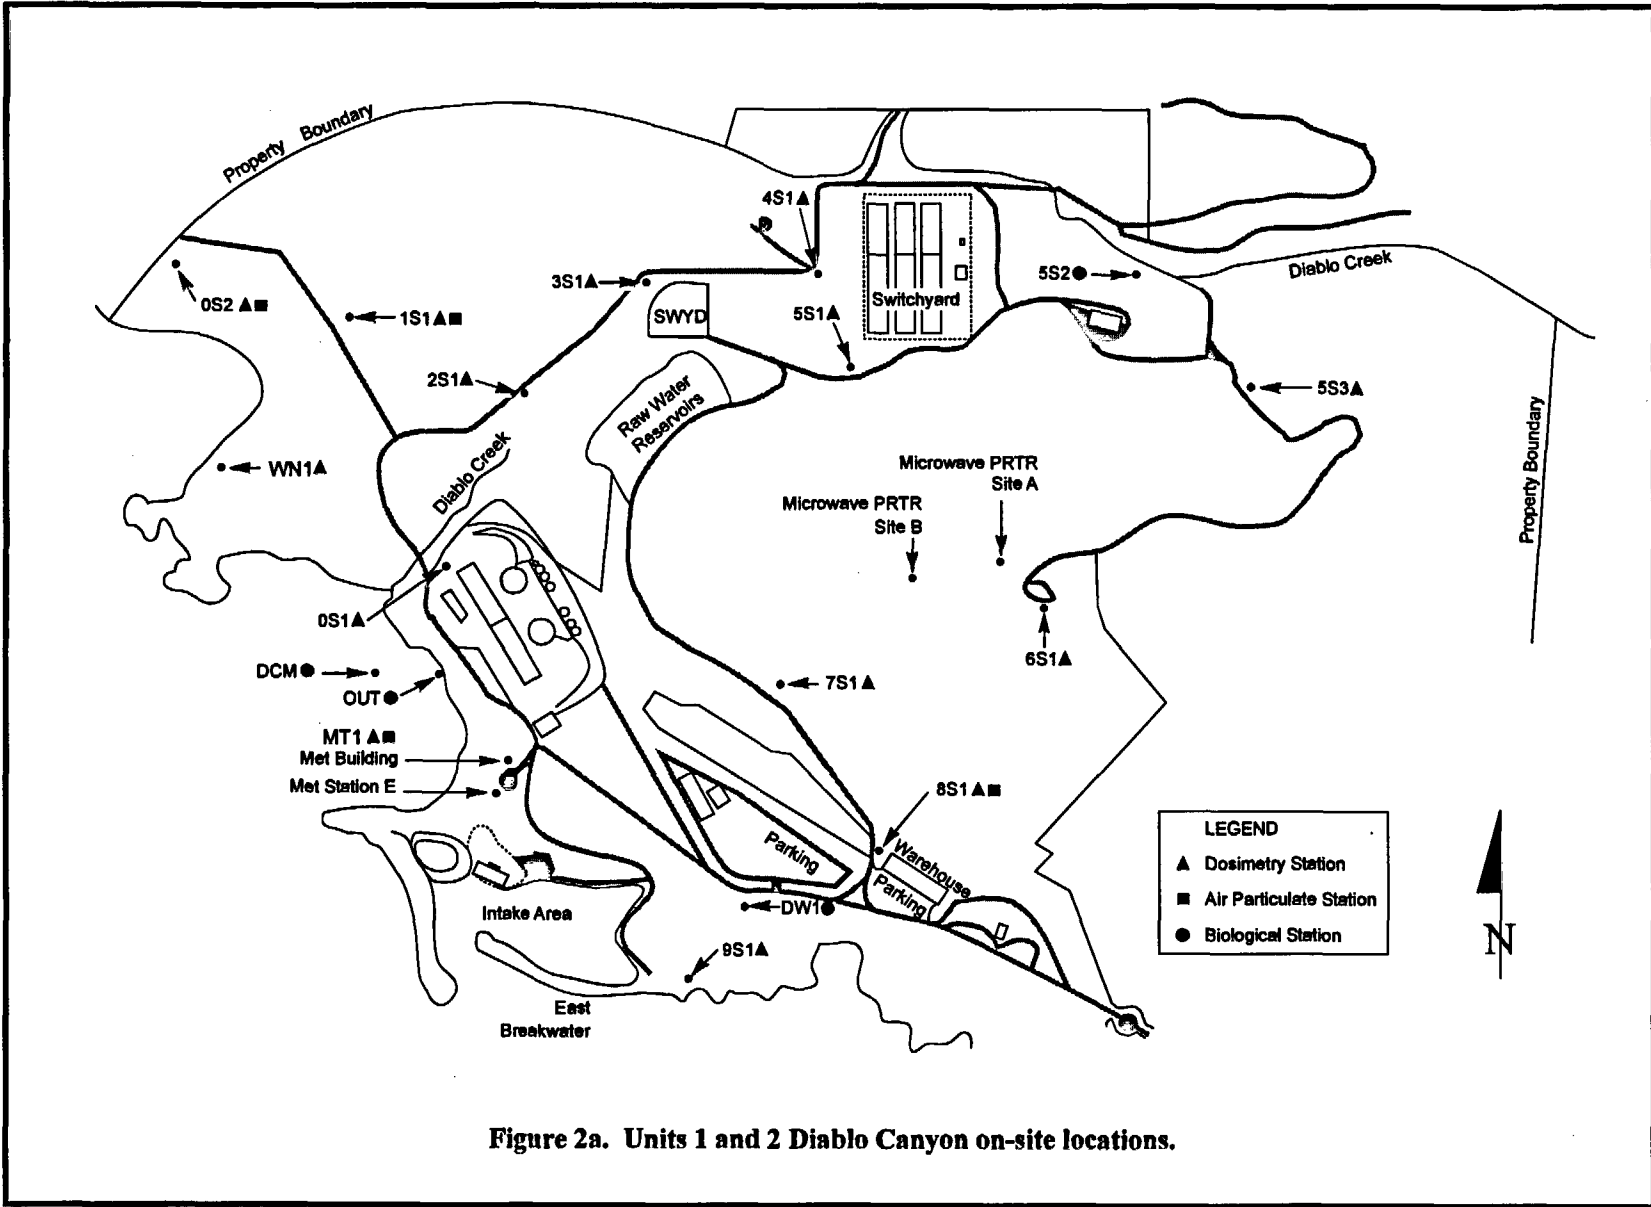 Property Boundary
4S1▲
0S2 ▲■
1S1▲■
3S1▲
SWYD
5S1▲
Switchyard
5S2●
Diablo Creek
2S1▲
Raw Water
Reservoirs
5S3▲
Property Boundary
WN1▲
Diablo Creek
Microwave PRTR
Site A
Microwave PRTR
Site B
0S1▲
6S1▲
DCM●
OUT●
7S1▲
MT1▲■
Met Building
Met Station E
8S1▲■
Parking
Warehouse
Parking
DW1●
Intake Area
9S1▲
East
Breakwater
LEGEND
▲ Dosimetry Station
■ Air Particulate Station
● Biological Station
N
Figure 2a. Units 1 and 2 Diablo Canyon on-site locations.